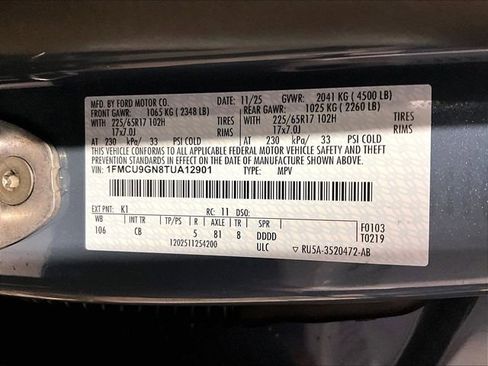 MFD. BY FORD MOTOR CO. DATE: 11/25 GVWR: 2041 KG ( 4500 LB)
FRONT GAWR: 1065 KG ( 2348 LB) REAR GAWR: 1025 KG ( 2260 LB)
WITH 225/65R17 102H TIRES WITH 225/65R17 102H TIRES
17x7.0J RIMS 17x7.0J RIMS
AT 230 kPa/ 33 PSI COLD AT 230 kPa/ 33 PSI COLD
THIS VEHICLE CONFORMS TO ALL APPLICABLE FEDERAL MOTOR VEHICLE SAFETY AND THEFT
PREVENTION STANDARDS IN EFFECT ON THE DATE OF MANUFACTURE SHOWN ABOVE.
VIN: 1FMCU9GN8TUA12901 TYPE: MPV
EXT PNT: K1 RC: 11 DSO: F0103
WB INT TR TP/PS R AXLE TR SPR T0219
106 CB 5 81 8 DDDD
1202511254200 ULC RU5A-3520472-AB